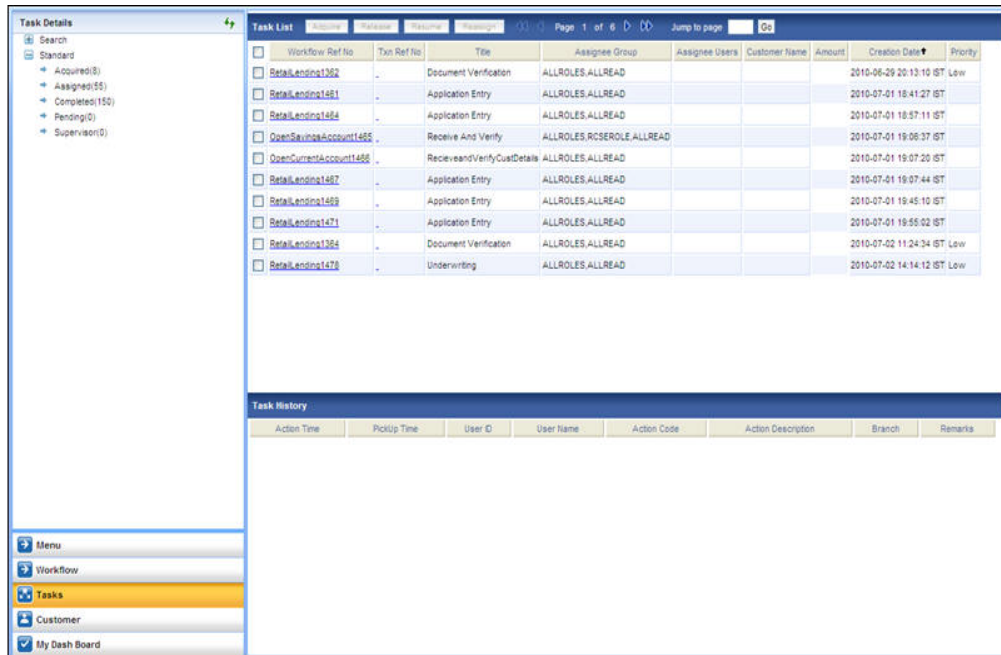 Task Details
Search
Standard
Acquired(8)
Assigned(55)
Completed(150)
Pending(0)
Supervisor(0)
Menu
Workflow
Tasks
Customer
My Dash Board
Task List Acquire Release Resume Reassign Page 1 of 6 Jump to page Go
Workflow Ref No Txn Ref No Title Assignee Group Assignee Users Customer Name Amount Creation Date Priority
RetailLending1362 - Document Verification ALLROLES,ALLREAD 2010-06-29 20:13:10 IST Low
RetailLending1461 - Application Entry ALLROLES,ALLREAD 2010-07-01 18:41:27 IST
RetailLending1464 - Application Entry ALLROLES,ALLREAD 2010-07-01 18:57:11 IST
OpenSavingsAccount1465 - Receive And Verify ALLROLES,RCSEROLE,ALLREAD 2010-07-01 19:06:37 IST
OpenCurrentAccount1466 - RecieveandVerifyCustDetails ALLROLES,ALLREAD 2010-07-01 19:07:20 IST
RetailLending1467 - Application Entry ALLROLES,ALLREAD 2010-07-01 19:07:44 IST
RetailLending1469 - Application Entry ALLROLES,ALLREAD 2010-07-01 19:45:10 IST
RetailLending1471 - Application Entry ALLROLES,ALLREAD 2010-07-01 19:55:02 IST
RetailLending1384 - Document Verification ALLROLES,ALLREAD 2010-07-02 11:24:34 IST Low
RetailLending1478 - Underwriting ALLROLES,ALLREAD 2010-07-02 14:14:12 IST Low
Task History
Action Time PickUp Time User ID User Name Action Code Action Description Branch Remarks